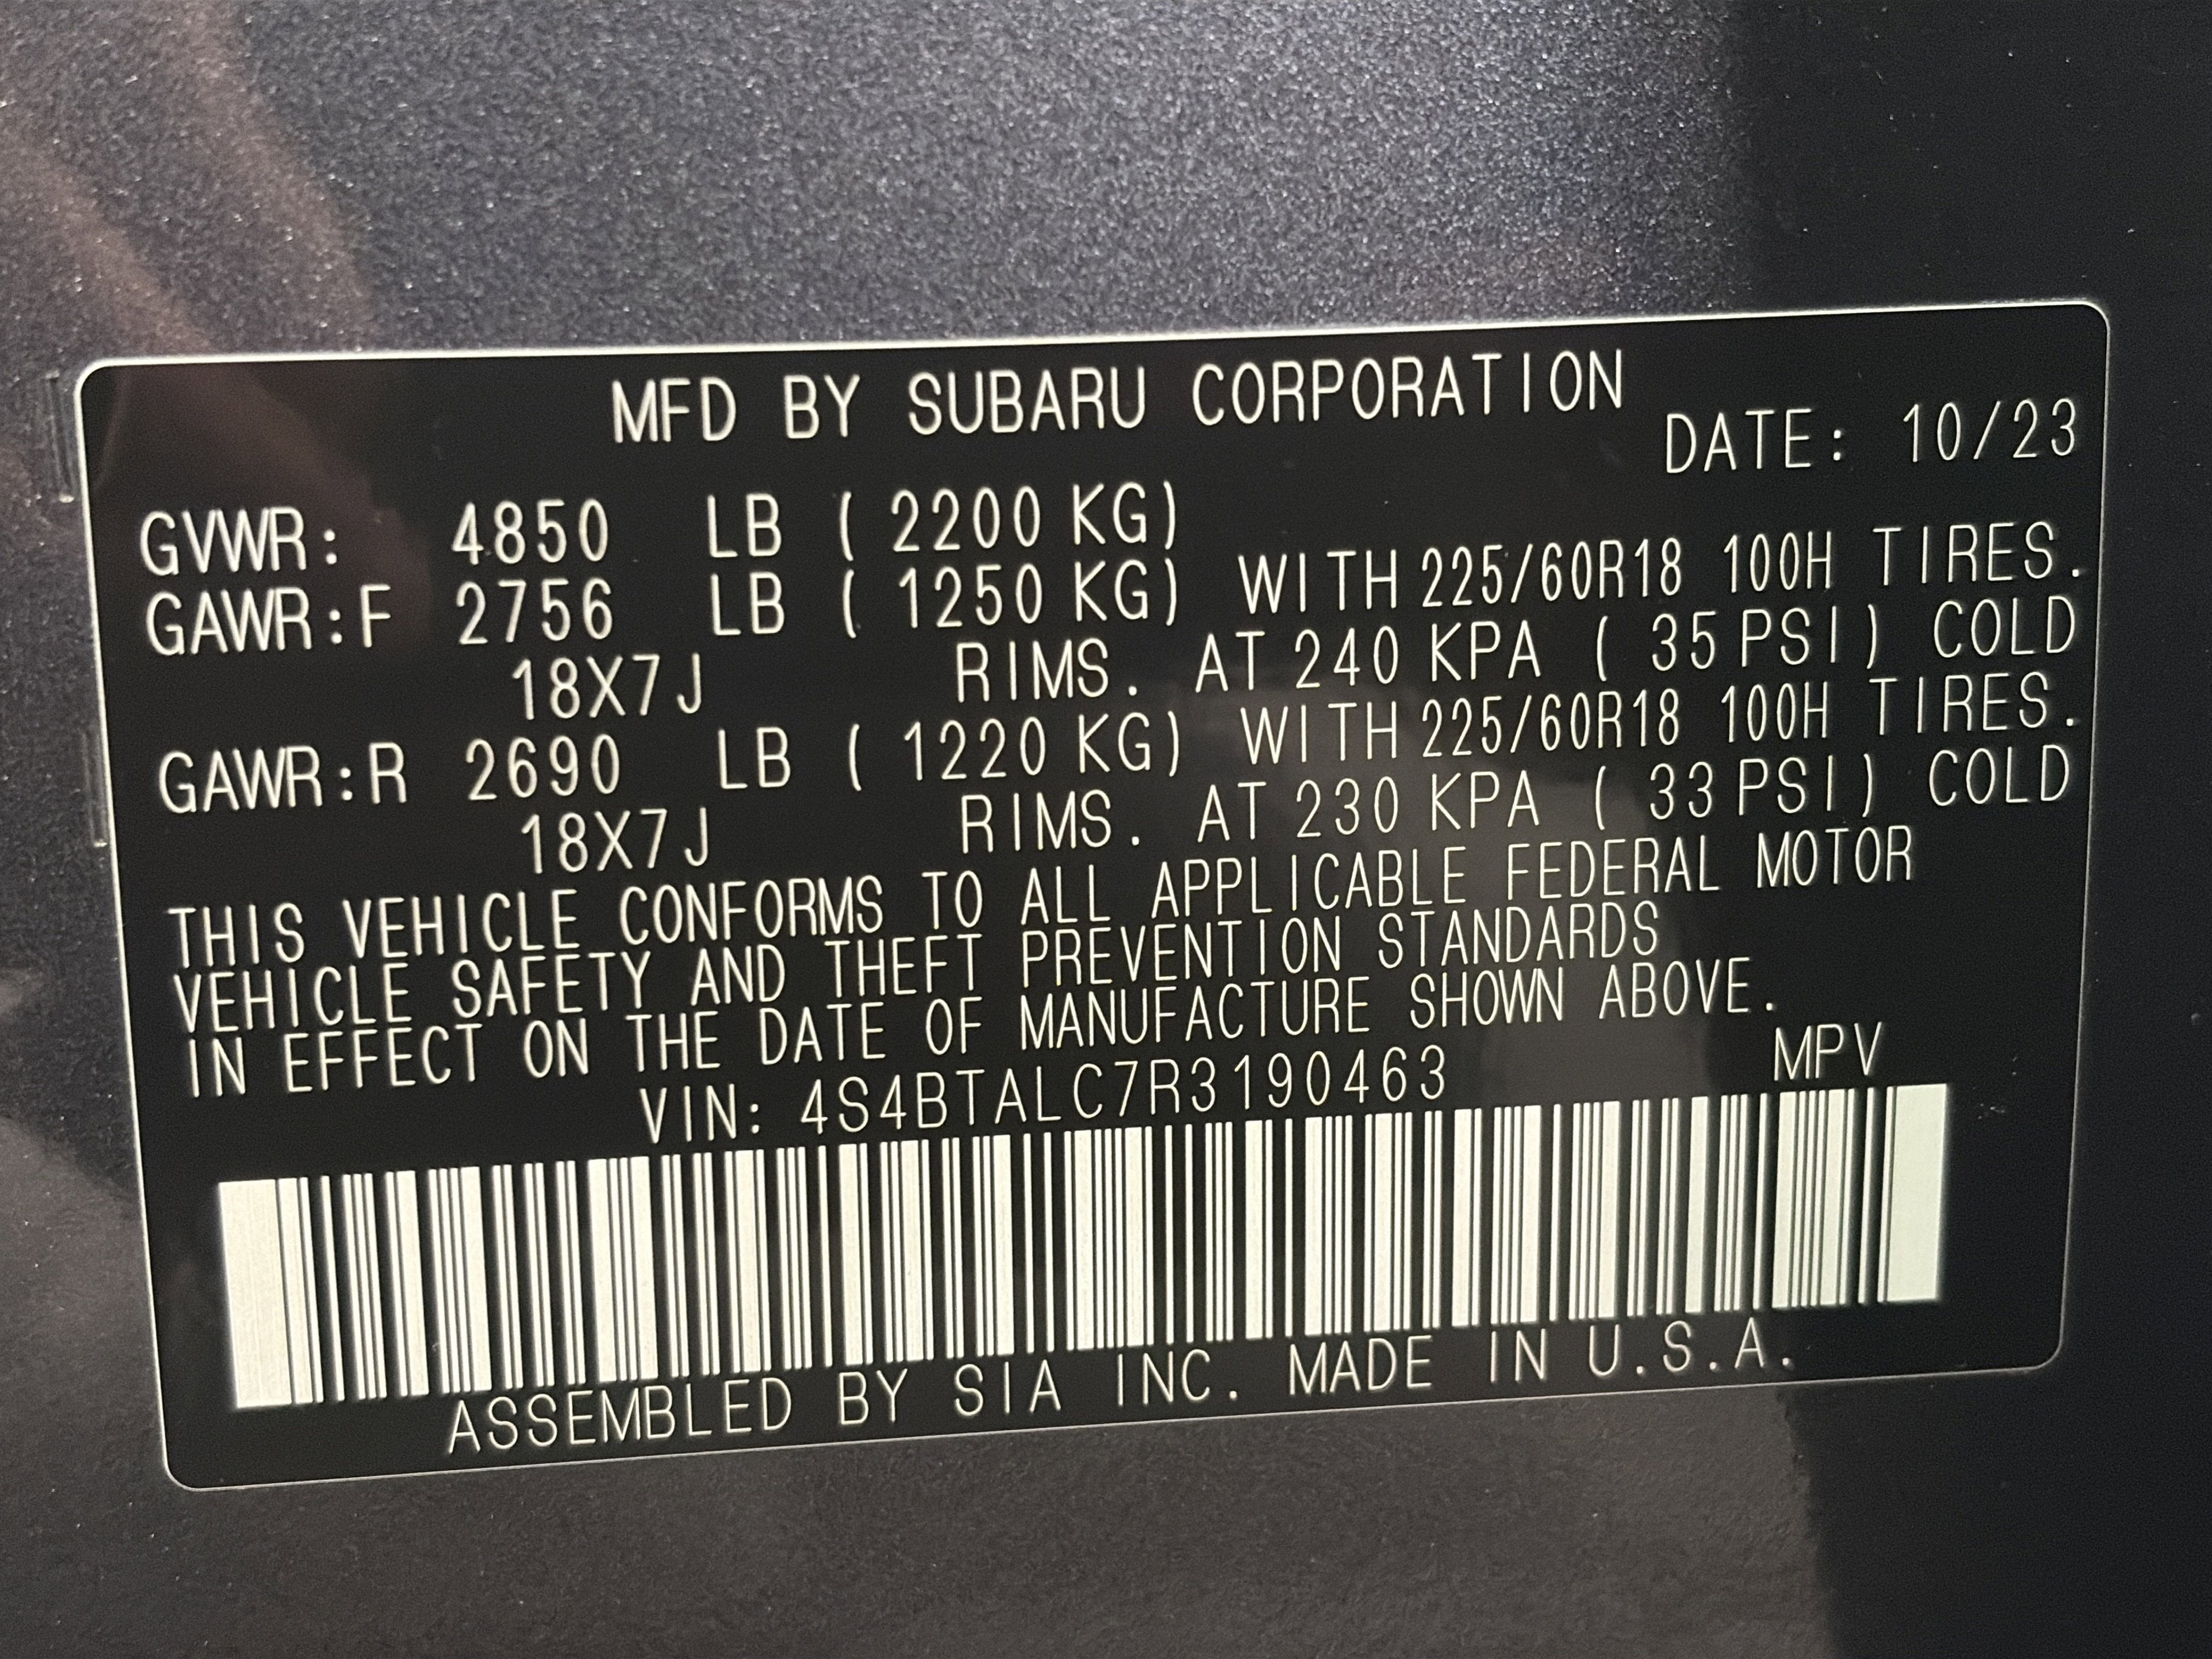 MFD BY SUBARU CORPORATION
DATE: 10/23
GVWR: 4850 LB ( 2200 KG)
GAWR:F 2756 LB ( 1250 KG) WITH 225/60R18 100H TIRES.
18X7J RIMS. AT 240 KPA ( 35 PSI) COLD
GAWR:R 2690 LB ( 1220 KG) WITH 225/60R18 100H TIRES.
18X7J RIMS. AT 230 KPA ( 33 PSI) COLD
THIS VEHICLE CONFORMS TO ALL APPLICABLE FEDERAL MOTOR
VEHICLE SAFETY AND THEFT PREVENTION STANDARDS
IN EFFECT ON THE DATE OF MANUFACTURE SHOWN ABOVE.
VIN: 4S4BTALC7R3190463 MPV
ASSEMBLED BY SIA INC. MADE IN U.S.A.